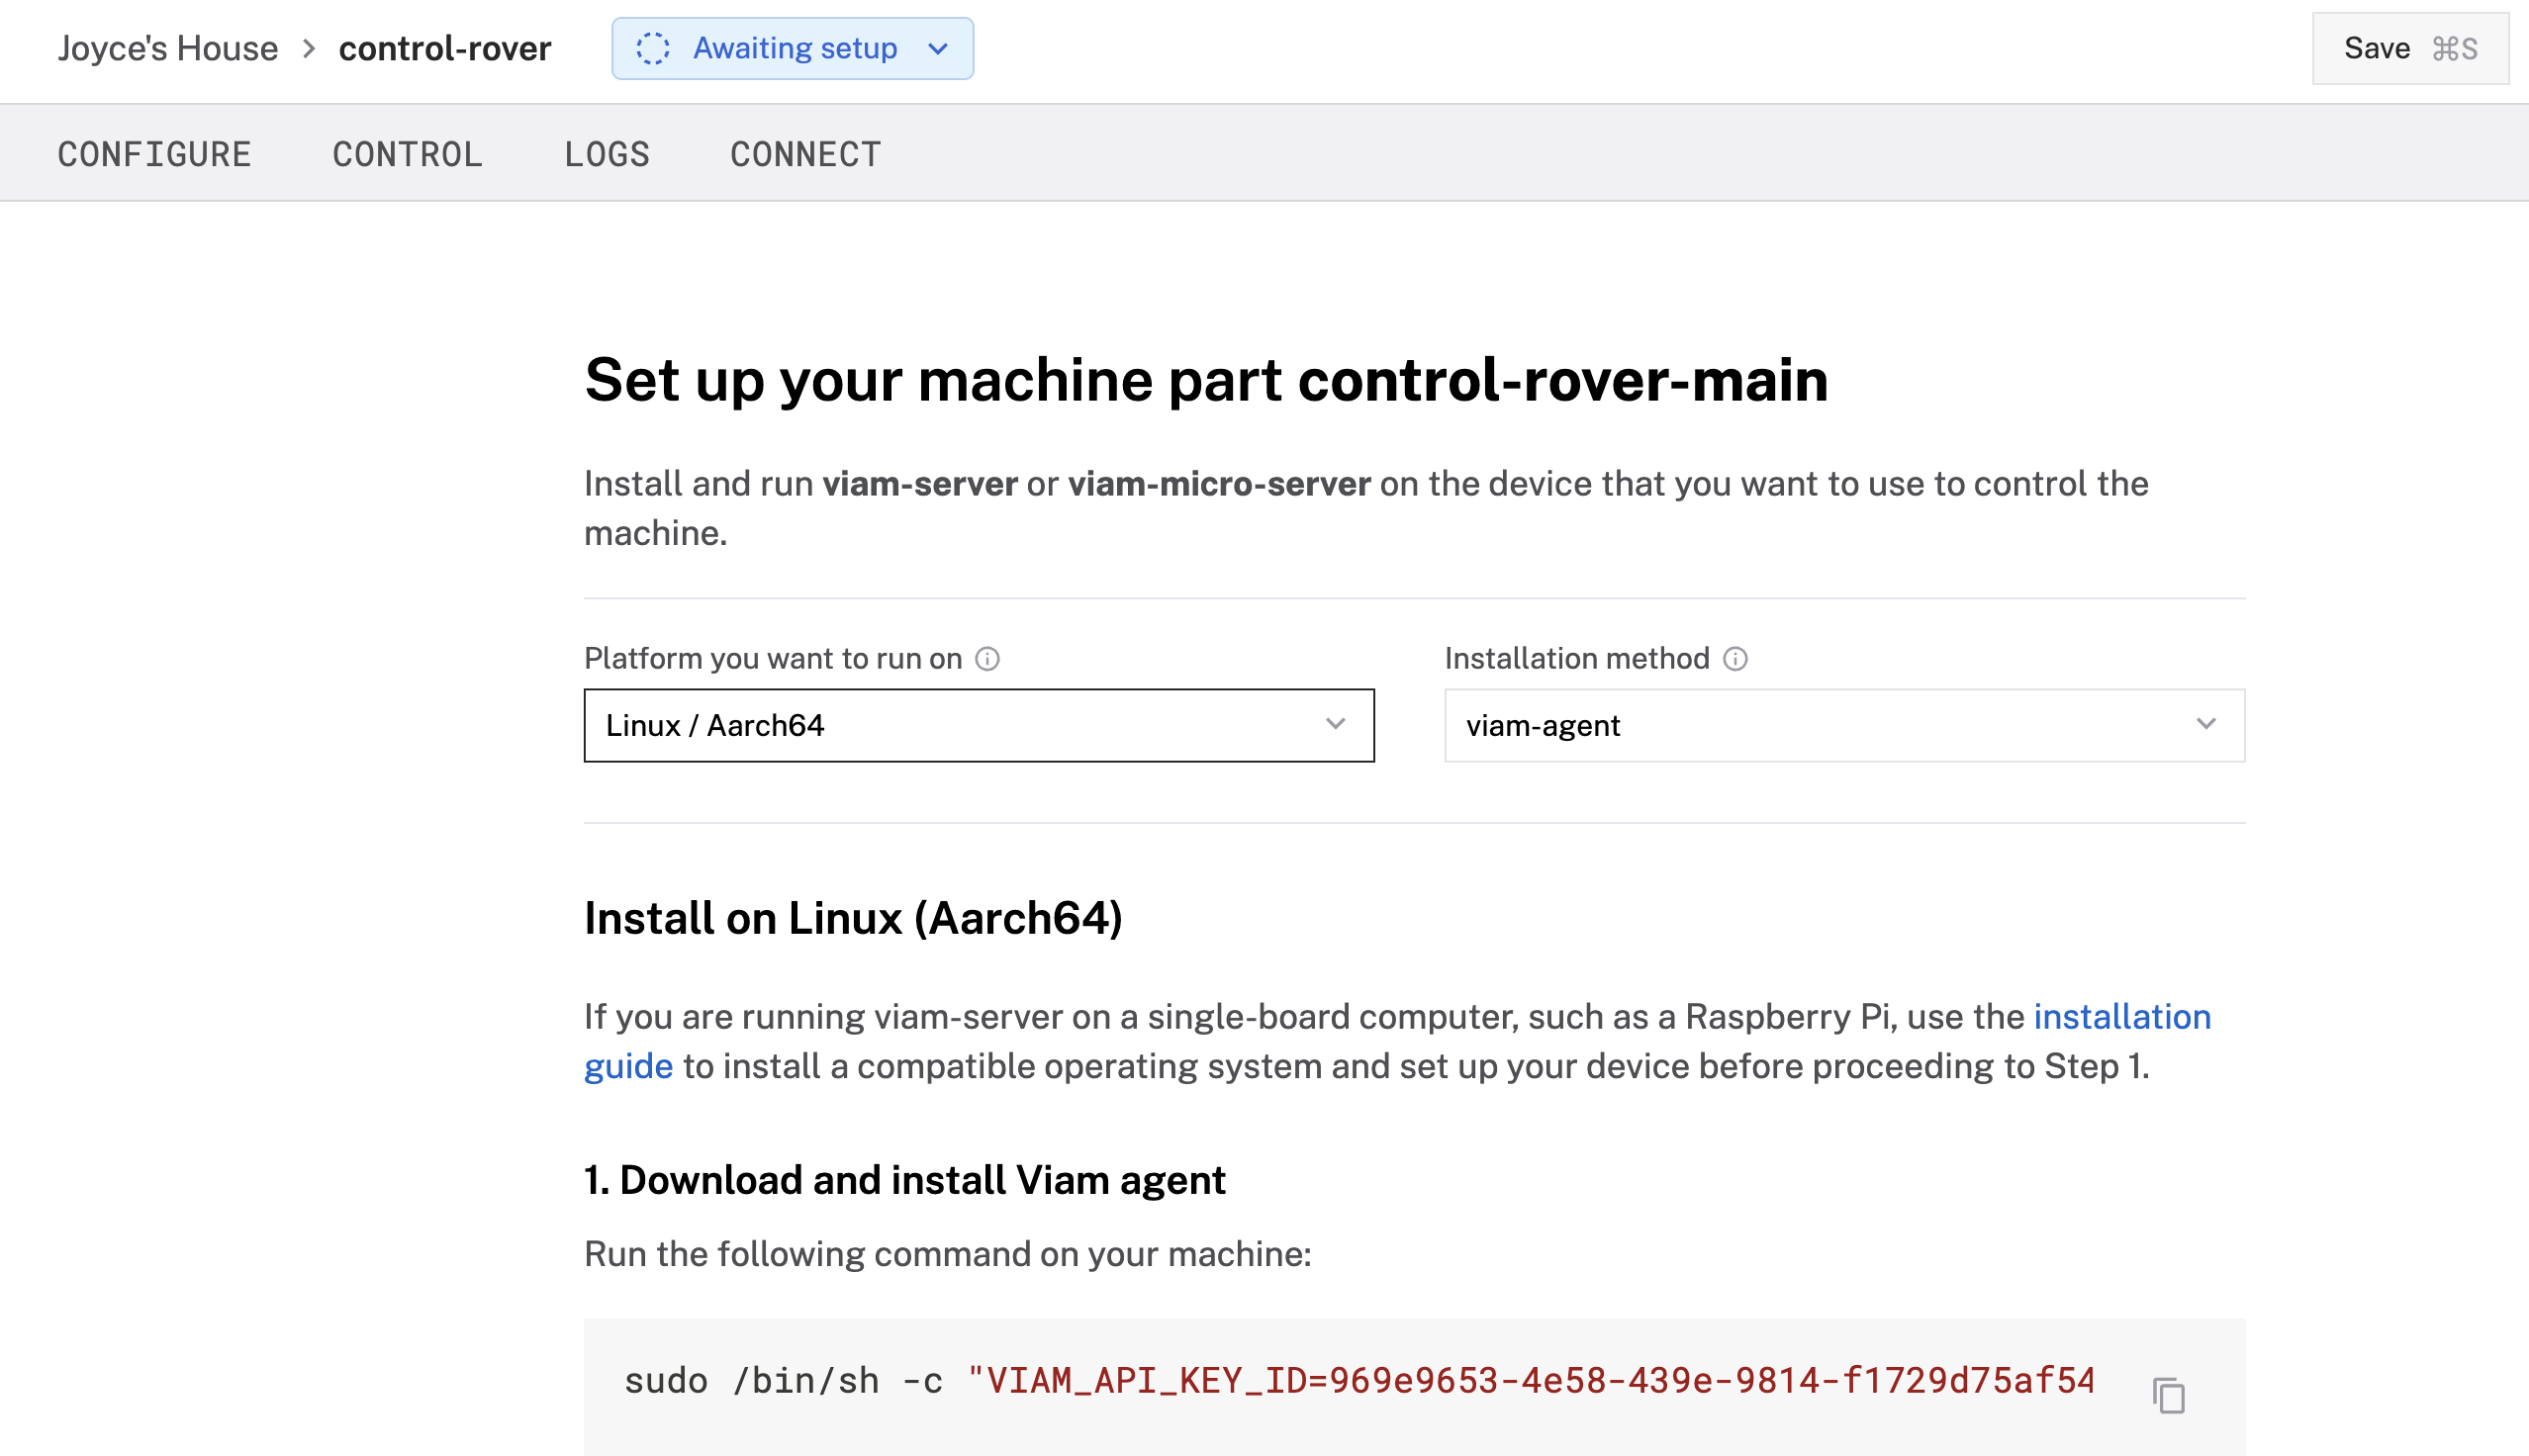 Joyce's House > control-rover Awaiting setup Save ⌘S
CONFIGURE CONTROL LOGS CONNECT
Set up your machine part control-rover-main
Install and run viam-server or viam-micro-server on the device that you want to use to control the
machine.
Platform you want to run on Installation method
Linux / Aarch64 viam-agent
Install on Linux (Aarch64)
If you are running viam-server on a single-board computer, such as a Raspberry Pi, use the installation
guide to install a compatible operating system and set up your device before proceeding to Step 1.
1. Download and install Viam agent
Run the following command on your machine:
sudo /bin/sh -c "VIAM_API_KEY_ID=969e9653-4e58-439e-9814-f1729d75af54